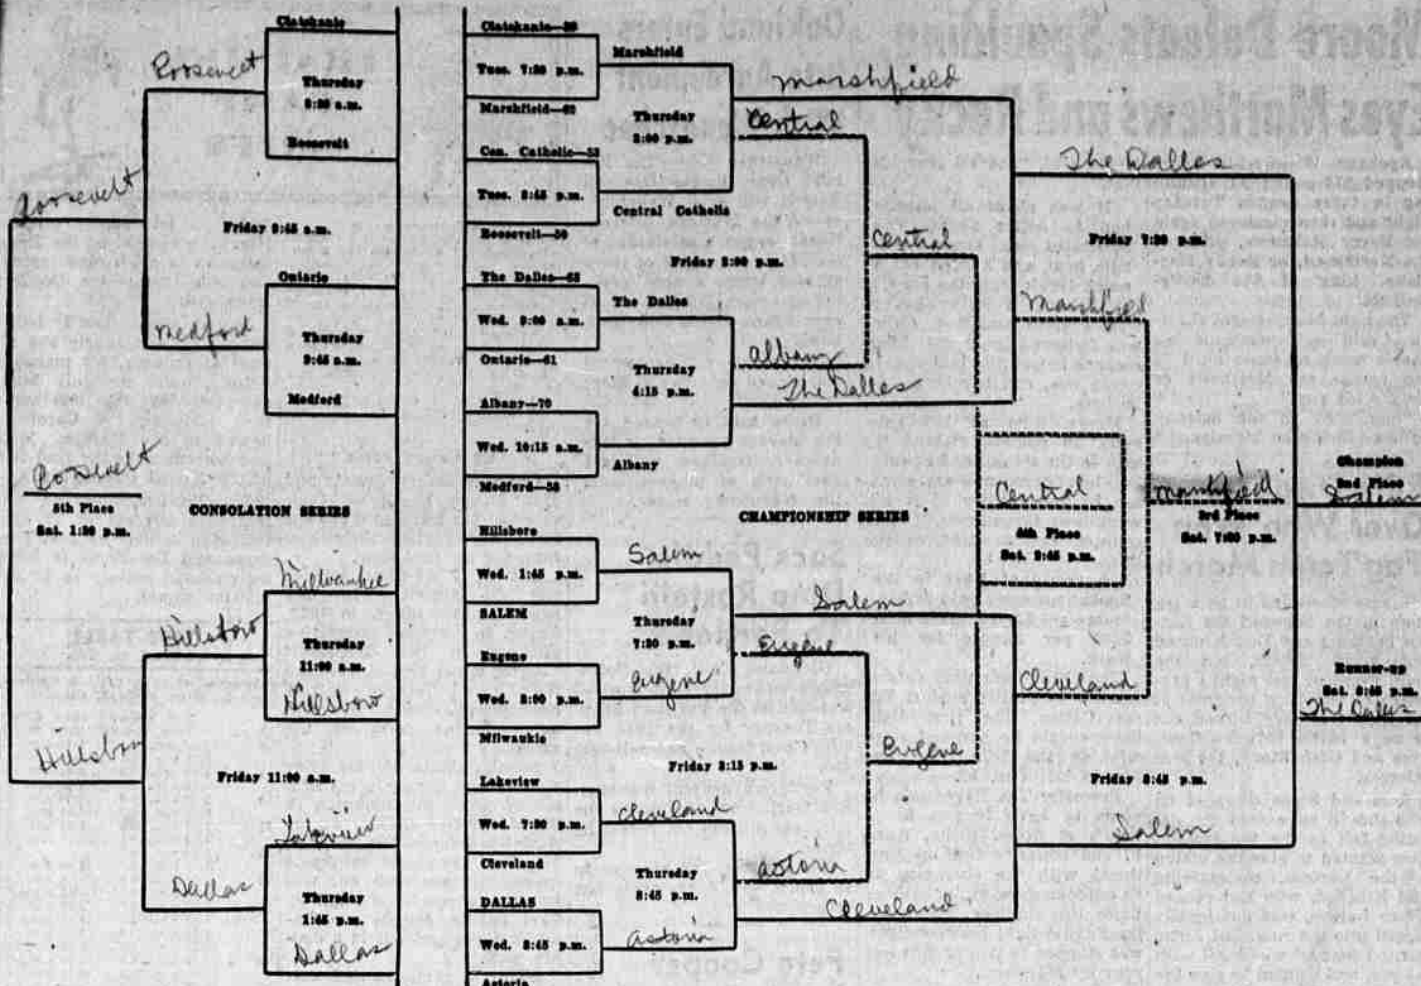 Clatskanie
Roosevelt
Thursday
8:30 a.m.
Roosevelt
Roosevelt
Friday 9:45 a.m.
Ontario
Medford
Thursday
9:45 a.m.
Medford
Roosevelt
5th Place
Sat. 1:30 p.m.
CONSOLATION SERIES
Milwaukee
Hillsboro
Thursday
11:00 a.m.
Hillsboro
Hillsboro
Friday 11:00 a.m.
Lakeview
Dallas
Thursday
1:45 p.m.
Dallas
Clatskanie—39
Tues. 7:30 p.m.
Marshfield—62
Cen. Catholic—53
Tues. 8:45 p.m.
Roosevelt—50
The Dalles—65
Wed. 9:00 a.m.
Ontario—61
Albany—70
Wed. 10:15 a.m.
Medford—58
Hillsboro
Wed. 1:45 p.m.
SALEM
Eugene
Wed. 3:00 p.m.
Milwaukie
Lakeview
Wed. 7:30 p.m.
Cleveland
DALLAS
Wed. 8:45 p.m.
Astoria
Marshfield
Thursday
3:00 p.m.
Central Catholic
Friday 2:00 p.m.
The Dalles
Thursday
4:15 p.m.
Albany
CHAMPIONSHIP SERIES
Salem
Thursday
7:30 p.m.
Eugene
Friday 3:15 p.m.
Cleveland
Thursday
8:45 p.m.
Astoria
Marshfield
Central
Central
Albany
The Dalles
Salem
Eugene
Eugene
Astoria
Cleveland
The Dalles
Friday 7:30 p.m.
Marshfield
Central
4th Place
Sat. 9:45 p.m.
Marshfield
3rd Place
Sat. 7:00 p.m.
Cleveland
Friday 8:45 p.m.
Salem
Champion
2nd Place
Salem
Runner-up
Sat. 8:45 p.m.
The Dalles